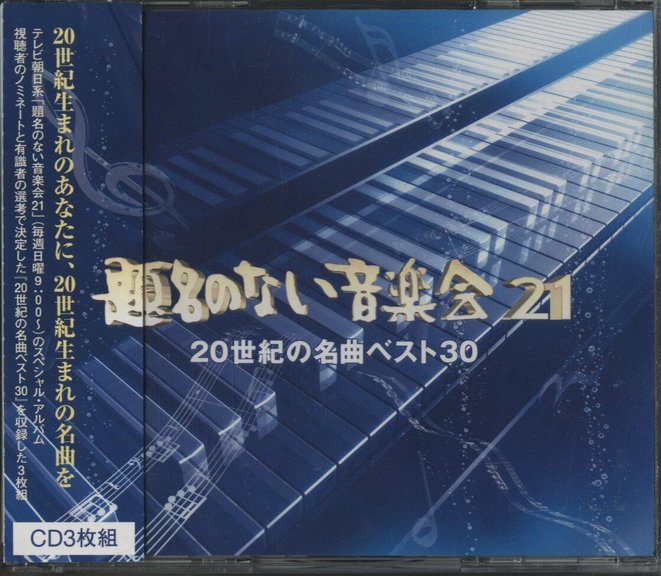 20世紀生まれのあなたに、20世紀生まれの名曲を
テレビ朝日系「題名のない音楽会21」(毎週日曜9:00〜)のスペシャル・アルバム
視聴者のノミネートと有識者の選考で決定した『20世紀の名曲ベスト30』を収録した3枚組
CD3枚組
題名のない音楽会21
20世紀の名曲ベスト30